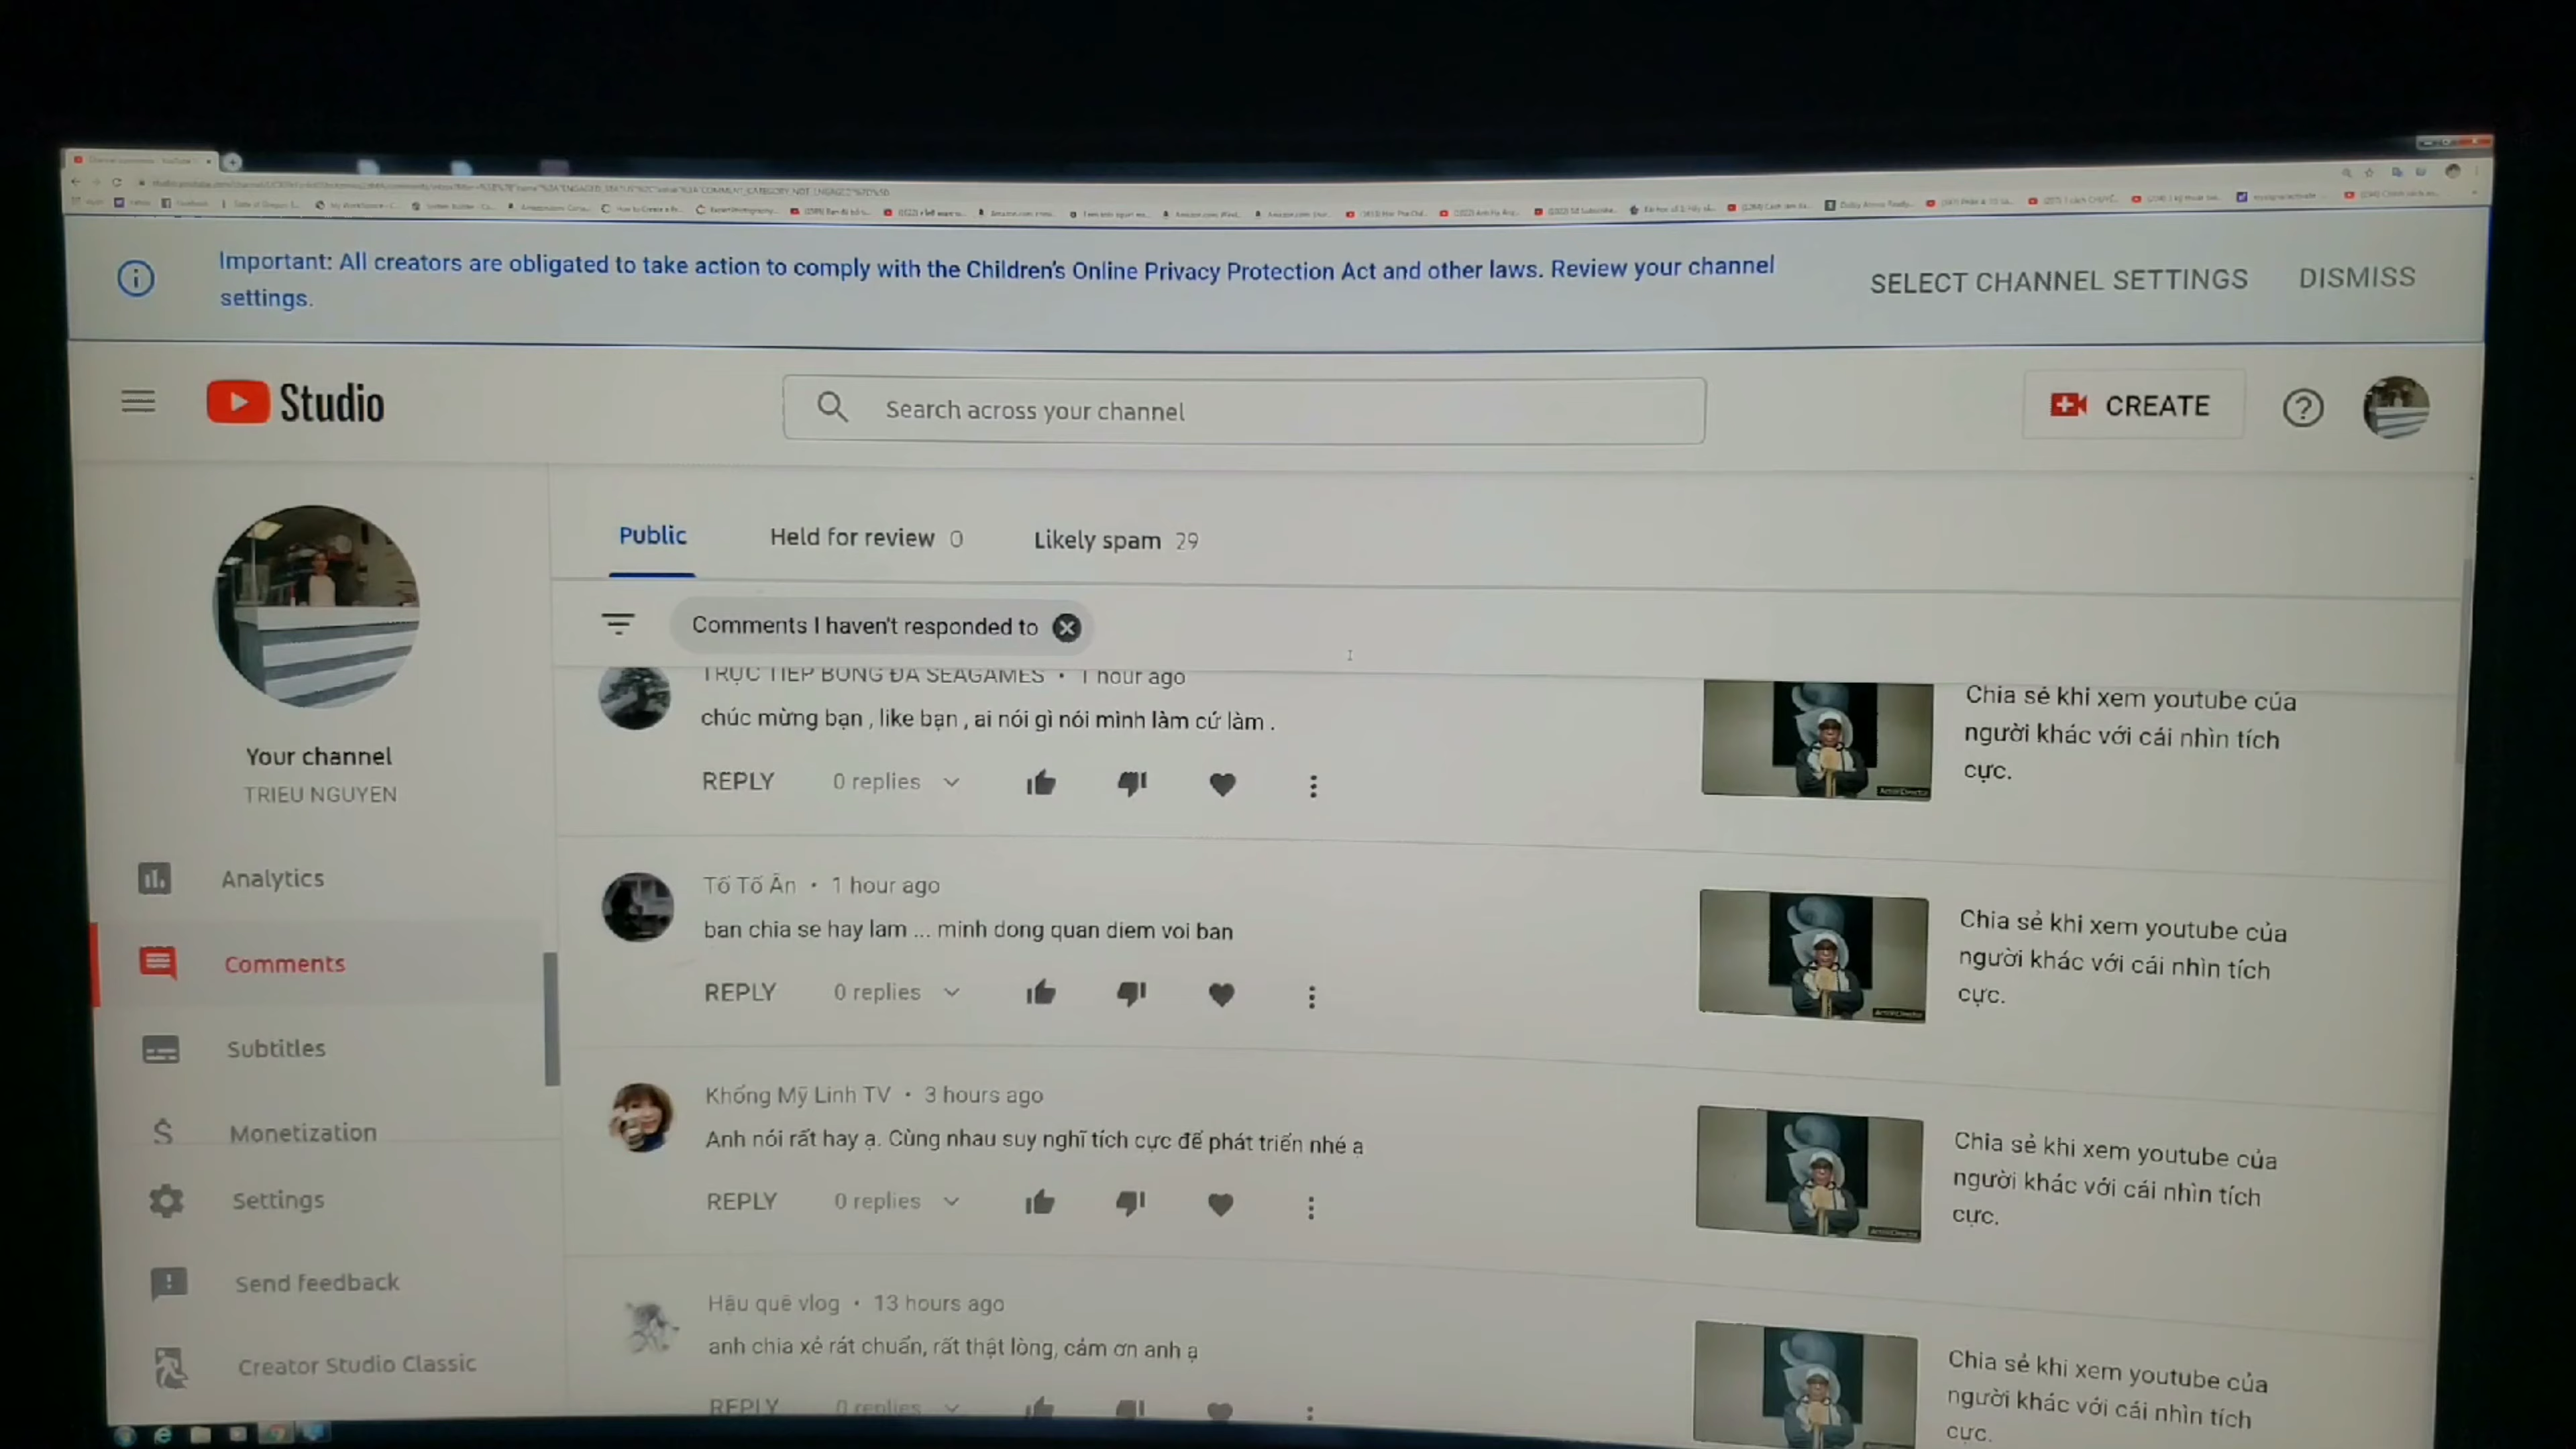 Important: All creators are obligated to take action to comply with the Children's Online Privacy Protection Act and other laws. Review your channel
settings.
SELECT CHANNEL SETTINGS
DISMISS
Studio
Search across your channel
CREATE
Your channel
TRIEU NGUYEN
Analytics
Comments
Subtitles
Monetization
Settings
Send feedback
Creator Studio Classic
Public
Held for review 0
Likely spam 29
Comments I haven't responded to
TRỰC TIẾP BÓNG ĐÁ SEAGAMES • 1 hour ago
chúc mừng bạn , like bạn , ai nói gì nói mình làm cứ làm .
REPLY 0 replies
Chia sẻ khi xem youtube của
người khác với cái nhìn tích
cực.
Tố Tố Ân • 1 hour ago
ban chia se hay lam ... minh dong quan diem voi ban
REPLY 0 replies
Chia sẻ khi xem youtube của
người khác với cái nhìn tích
cực.
Khổng Mỹ Linh TV • 3 hours ago
Anh nói rất hay ạ. Cùng nhau suy nghĩ tích cực để phát triển nhé ạ
REPLY 0 replies
Chia sẻ khi xem youtube của
người khác với cái nhìn tích
cực.
Hậu quê vlog • 13 hours ago
anh chia xẻ rát chuẩn, rất thật lòng, cảm ơn anh ạ
REPLY 0 replies
Chia sẻ khi xem youtube của
người khác với cái nhìn tích
cực.